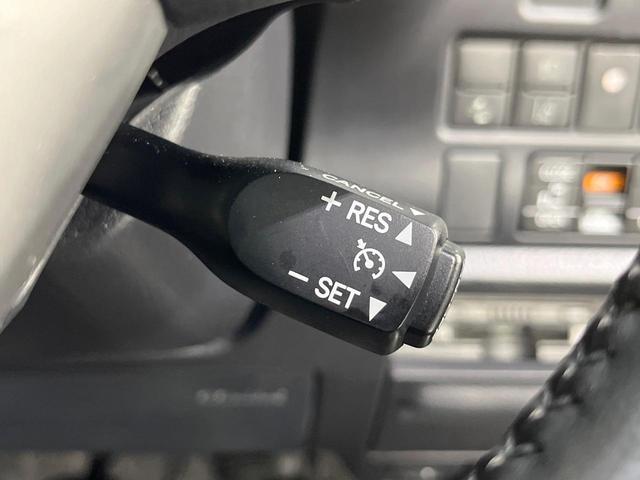 CANCEL ▼
+ RES ▲
− SET ▼